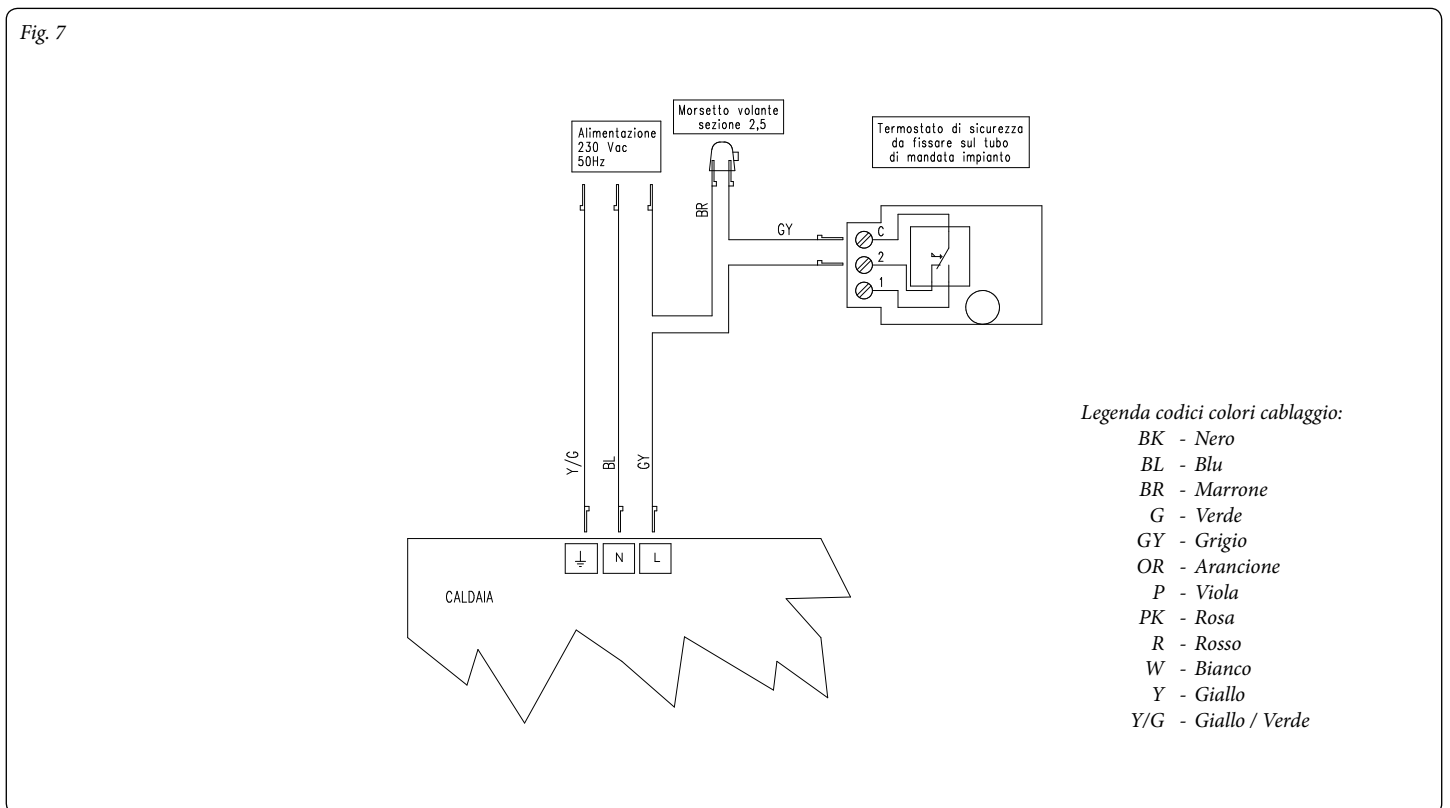 Fig. 7
Alimentazione
230 Vac
50Hz
Morsetto volante
sezione 2,5
Termostato di sicurezza
da fissare sul tubo
di mandata impianto
BR
GY
C
2
1
Y/G
BL
GY
N
L
CALDAIA
Legenda codici colori cablaggio:
BK - Nero
BL - Blu
BR - Marrone
G - Verde
GY - Grigio
OR - Arancione
P - Viola
PK - Rosa
R - Rosso
W - Bianco
Y - Giallo
Y/G - Giallo / Verde